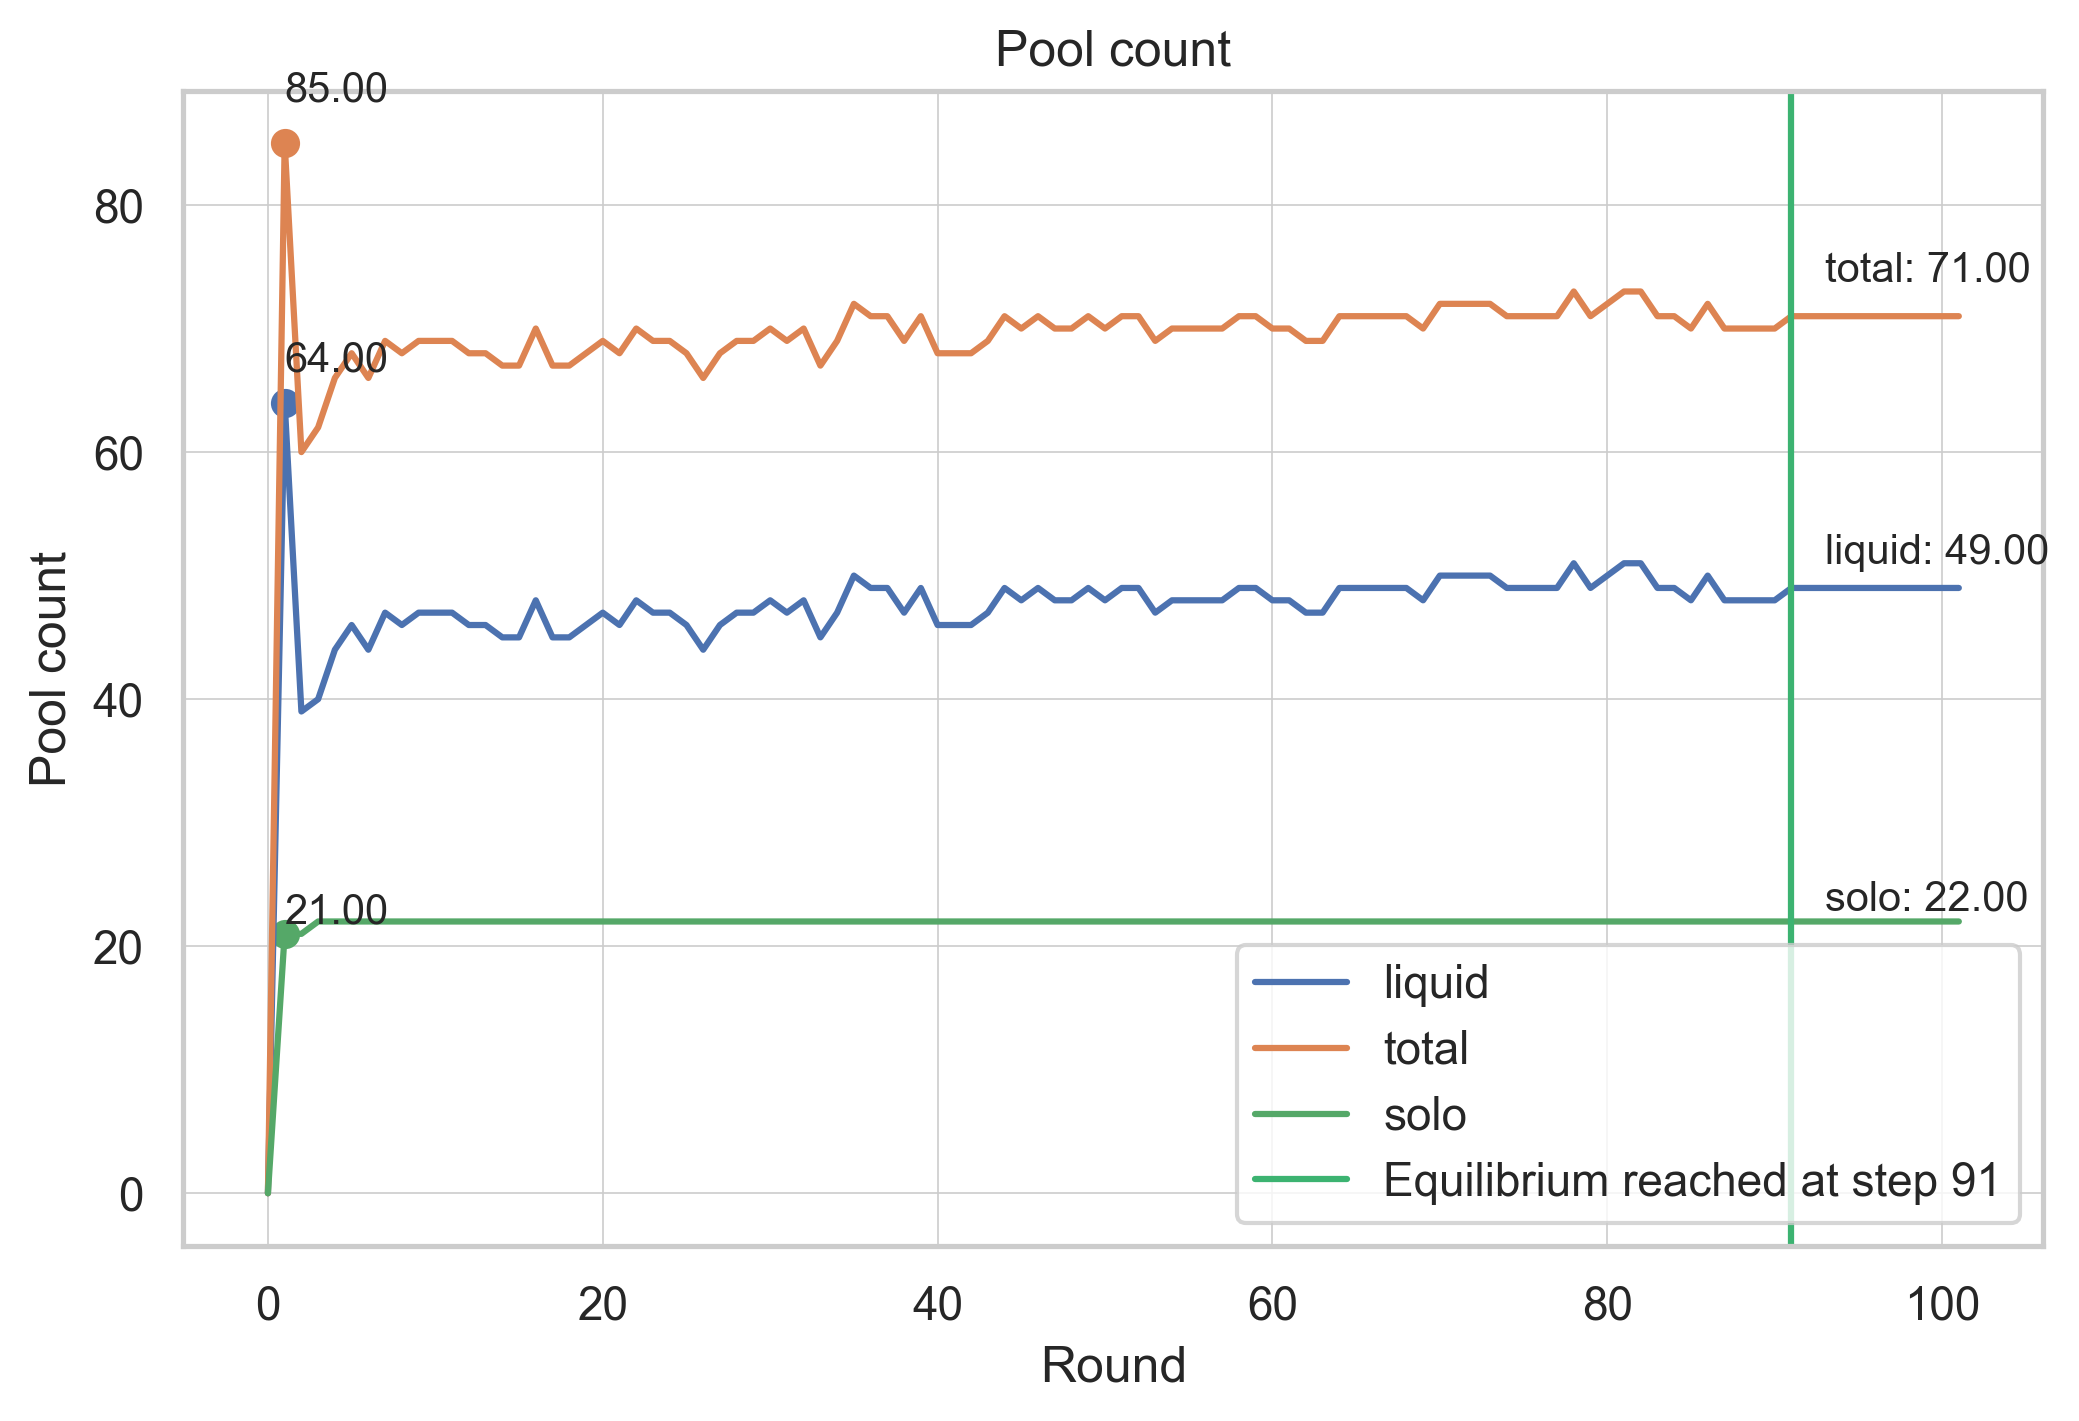 Pool count
85.00
80
total: 71.00
64.00
60
liquid: 49.00
Pool count
40
21.00
solo: 22.00
20
liquid
total
solo
Equilibrium reached at step 91
0
0 20 40 60 80 100
Round